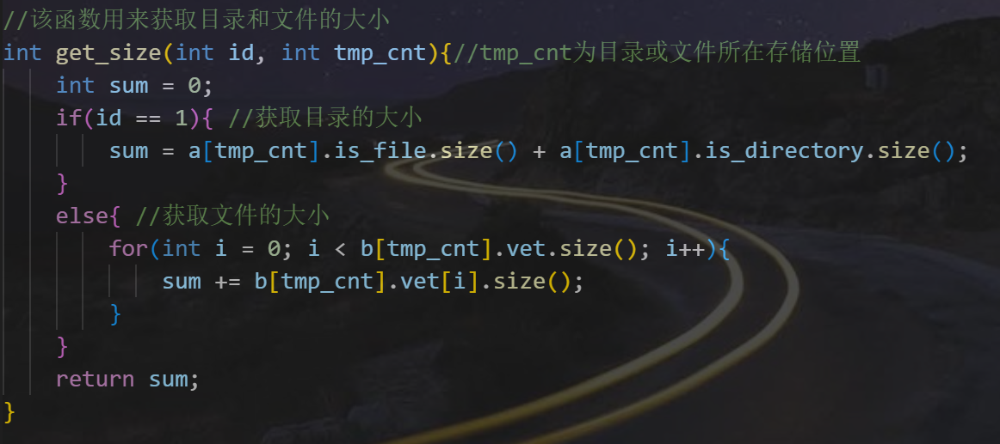 //该函数用来获取目录和文件的大小
int get_size(int id, int tmp_cnt){//tmp_cnt为目录或文件所在存储位置
    int sum = 0;
    if(id == 1){ //获取目录的大小
        sum = a[tmp_cnt].is_file.size() + a[tmp_cnt].is_directory.size();
    }
    else{ //获取文件的大小
        for(int i = 0; i < b[tmp_cnt].vet.size(); i++){
            sum += b[tmp_cnt].vet[i].size();
        }
    }
    return sum;
}